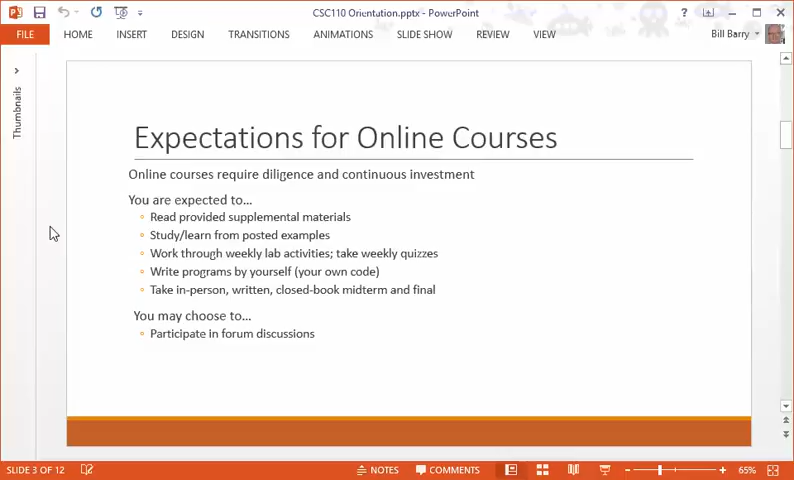 CSC110 Orientation.pptx - PowerPoint
?
FILE HOME INSERT DESIGN TRANSITIONS ANIMATIONS SLIDE SHOW REVIEW VIEW Bill Barry
Thumbnails
Expectations for Online Courses
Online courses require diligence and continuous investment
You are expected to...
◦ Read provided supplemental materials
◦ Study/learn from posted examples
◦ Work through weekly lab activities; take weekly quizzes
◦ Write programs by yourself (your own code)
◦ Take in-person, written, closed-book midterm and final
You may choose to...
◦ Participate in forum discussions
SLIDE 3 OF 12 NOTES COMMENTS 65%